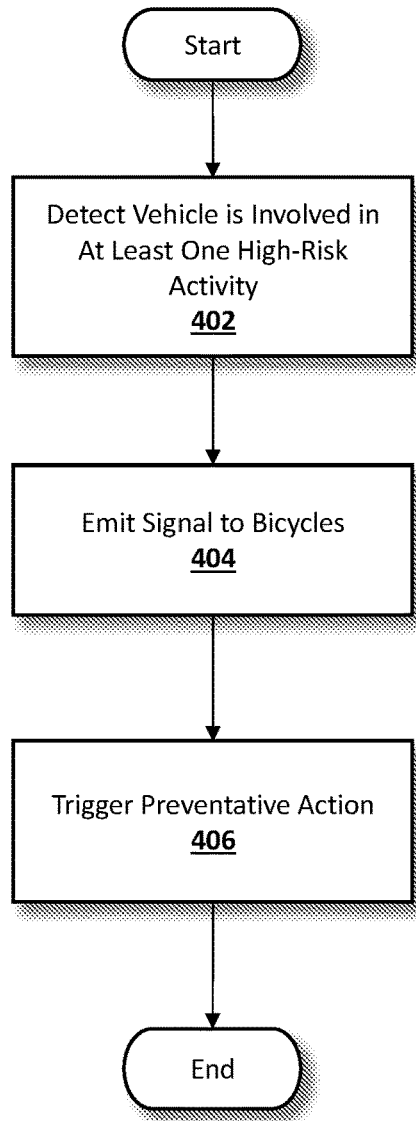 Start
Detect Vehicle is Involved in
At Least One High-Risk
Activity
402
Emit Signal to Bicycles
404
Trigger Preventative Action
406
End